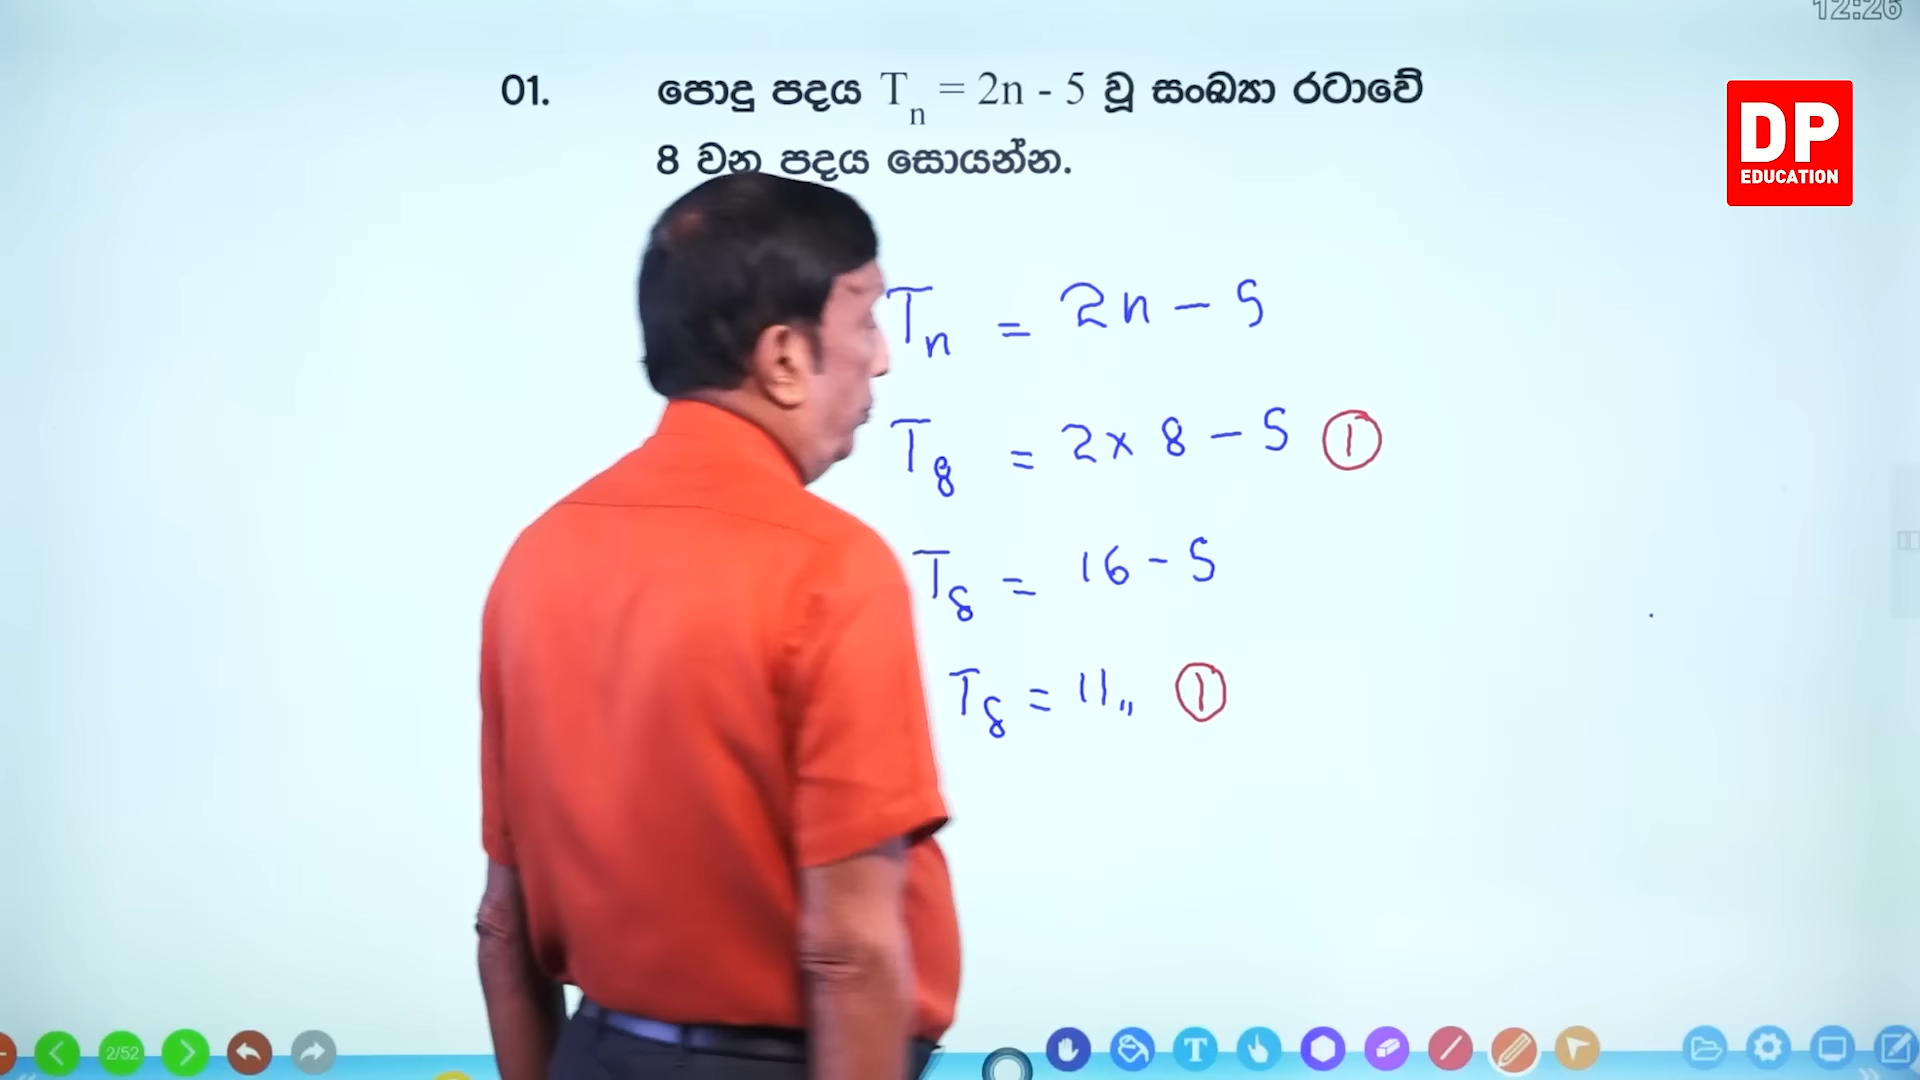 12:26
01. පොදු පදය Tn = 2n - 5 වූ සංඛ්‍යා රටාවේ
8 වන පදය සොයන්න.
DP
EDUCATION
Tn = 2n - 5
T8 = 2 × 8 - 5 ①
T8 = 16 - 5
T8 = 11,, ①
2/52
T